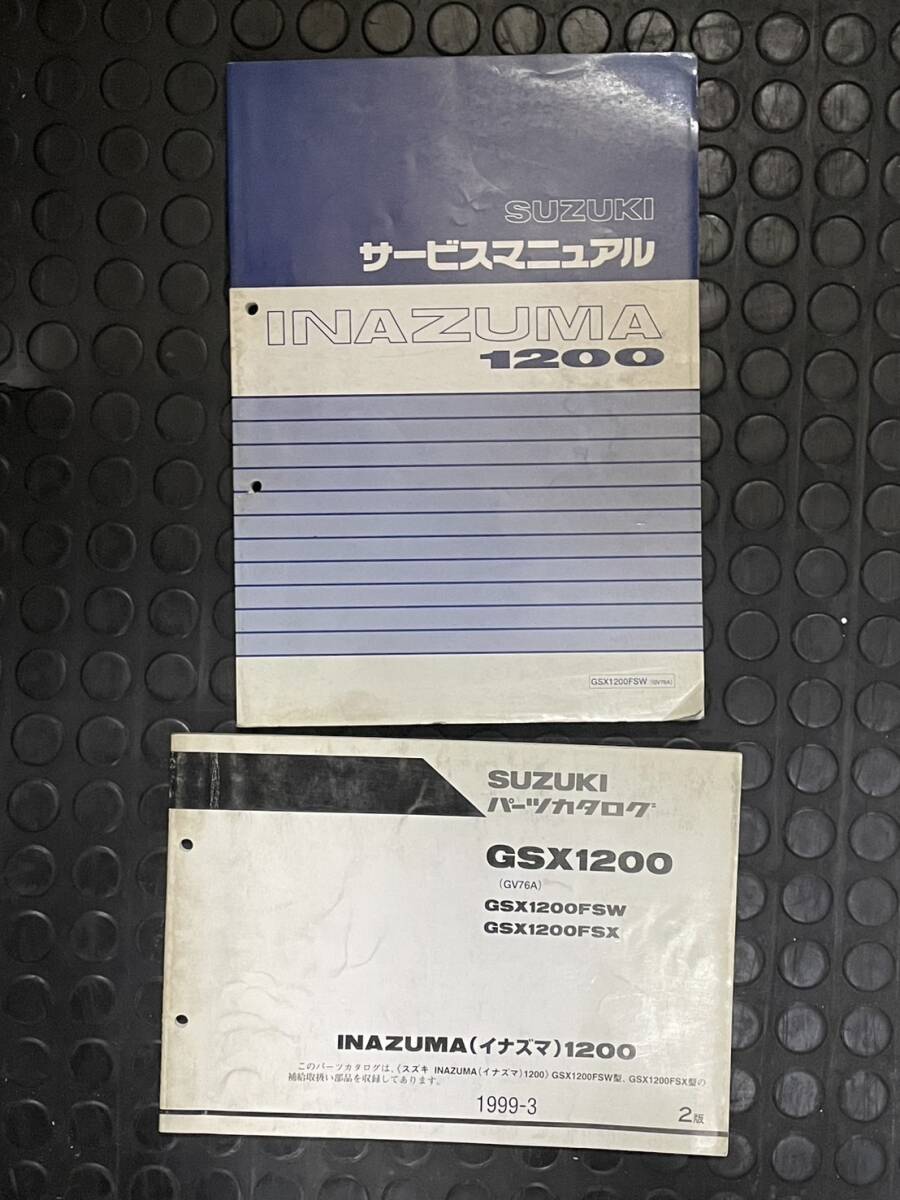 SUZUKI
サービスマニュアル
INAZUMA
1200
GSX1200FSW (GV76A)
SUZUKI
パーツカタログ
GSX1200
(GV76A)
GSX1200FSW
GSX1200FSX
INAZUMA(イナズマ)1200
このパーツカタログは、〈スズキ INAZUMA(イナズマ)1200〉GSX1200FSW型、GSX1200FSX型の
補給取扱い部品を収録してあります。
1999-3
2版